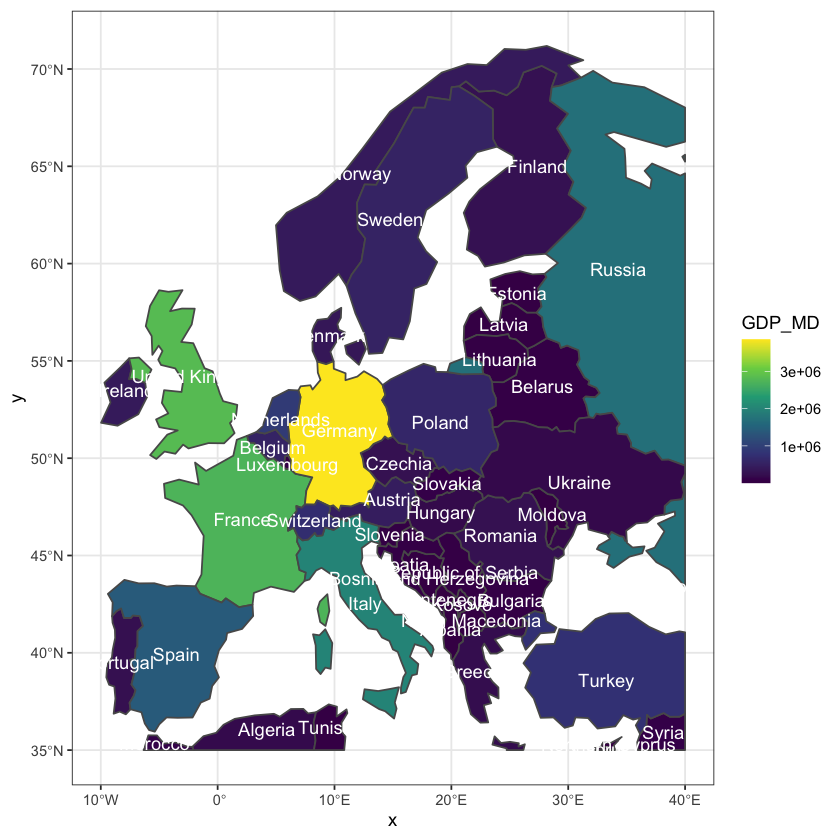 70°N
65°N
60°N
55°N
50°N
45°N
40°N
35°N
y
Norway
Finland
Sweden
Russia
Estonia
Latvia
Denmark
Lithuania
United Kin
Ireland
Belarus
Netherlands
Germany
Poland
Belgium
Luxembourg
Czechia
Slovakia
Ukraine
Austria
Hungary
Moldova
France
Switzerland
Slovenia
Romania
Croatia
Republic of Serbia
Bosnia and Herzegovina
Italy
Montenegro
Kosovo
Bulgaria
Macedonia
Albania
Portugal
Spain
Greece
Turkey
Algeria
Tunis
Morocco
Syria
Cyprus
10°W
0°
10°E
20°E
30°E
40°E
x
GDP_MD
3e+06
2e+06
1e+06